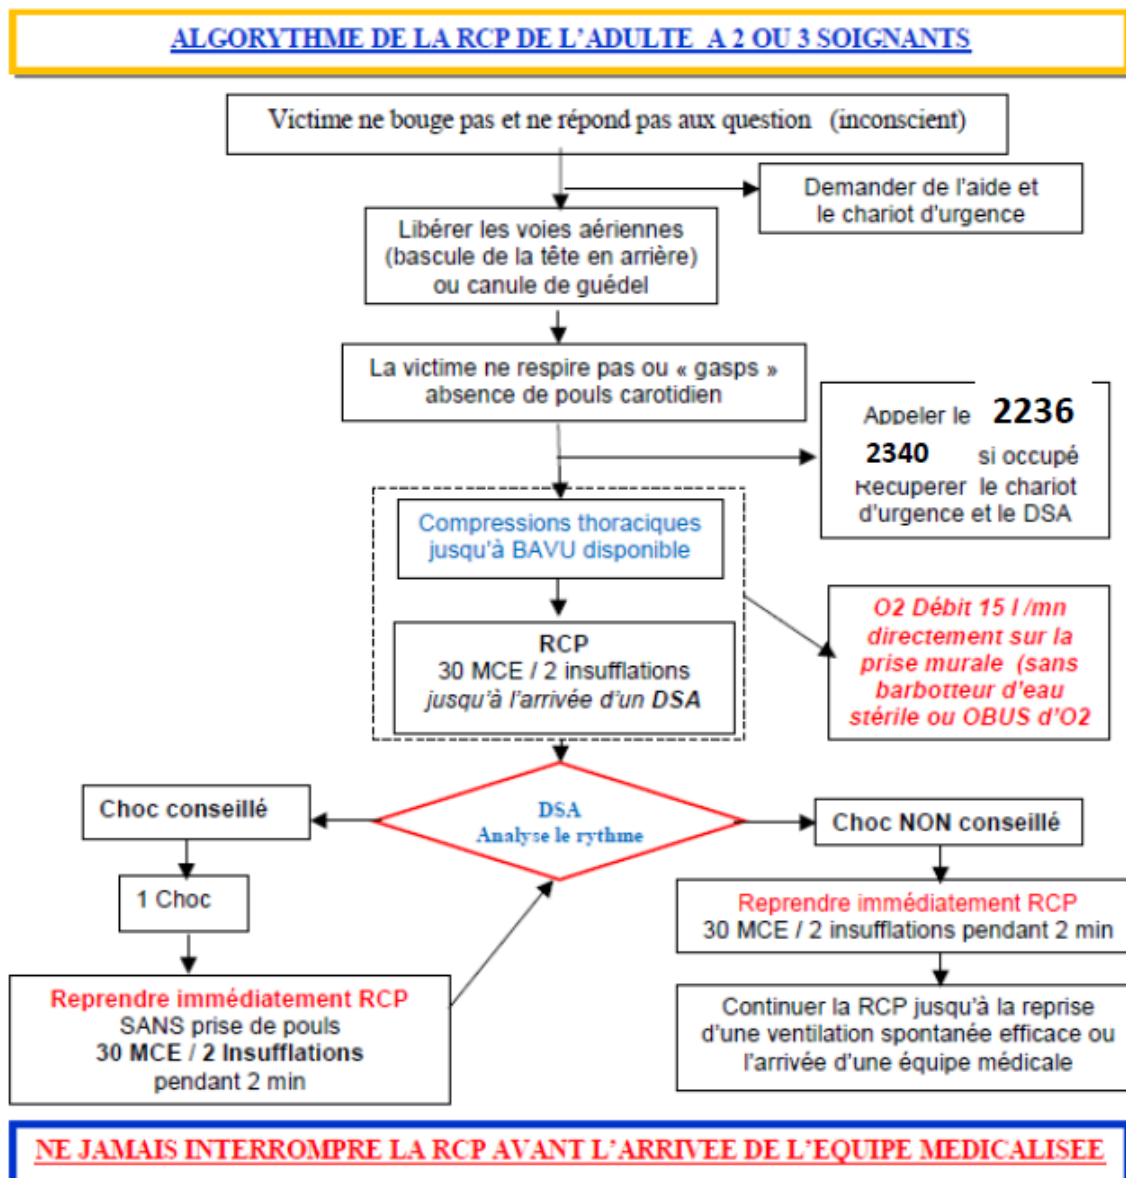 ALGORYTHME DE LA RCP DE L'ADULTE A 2 OU 3 SOIGNANTS
Victime ne bouge pas et ne répond pas aux question (inconscient)
Demander de l'aide et
le chariot d'urgence
Libérer les voies aériennes
(bascule de la tête en arrière)
ou canule de guédel
La victime ne respire pas ou « gasps »
absence de pouls carotidien
Appeler le 2236
2340 si occupé
Récupérer le chariot
d'urgence et le DSA
Compressions thoraciques
jusqu'à BAVU disponible
O2 Débit 15 l /mn
directement sur la
prise murale (sans
barbotteur d'eau
stérile ou OBUS d'O2
RCP
30 MCE / 2 insufflations
jusqu'à l'arrivée d'un DSA
DSA
Analyse le rythme
Choc conseillé
1 Choc
Reprendre immédiatement RCP
SANS prise de pouls
30 MCE / 2 Insufflations
pendant 2 min
Choc NON conseillé
Reprendre immédiatement RCP
30 MCE / 2 insufflations pendant 2 min
Continuer la RCP jusqu'à la reprise
d'une ventilation spontanée efficace ou
l'arrivée d'une équipe médicale
NE JAMAIS INTERROMPRE LA RCP AVANT L'ARRIVEE DE L'EQUIPE MEDICALISEE